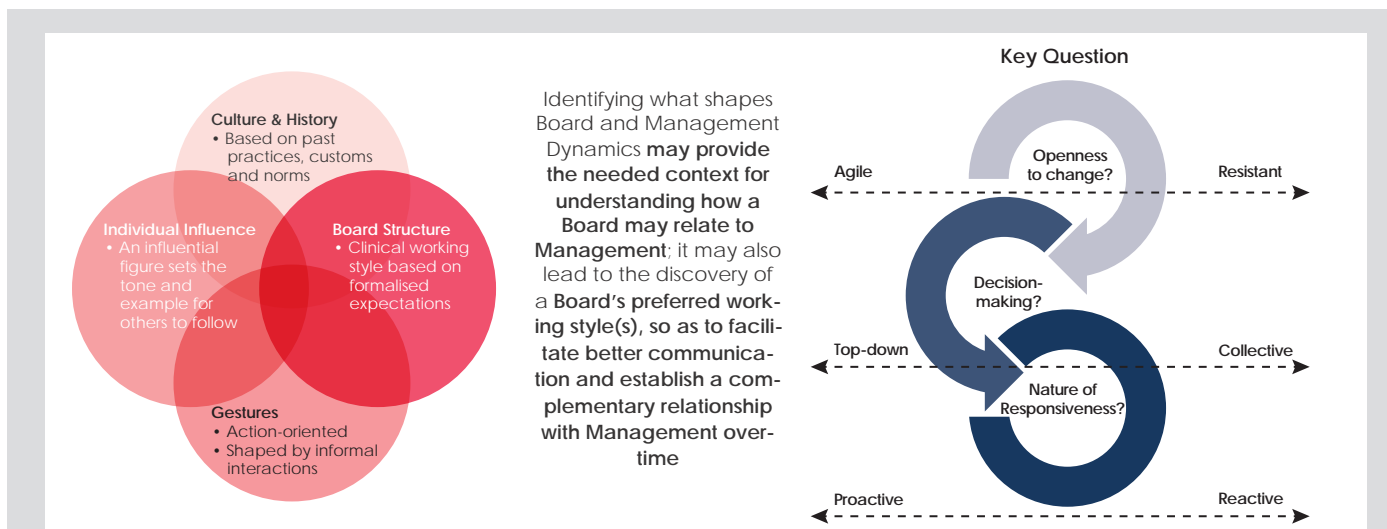 Culture & History
• Based on past
practices, customs
and norms
Individual Influence
• An influential
figure sets the
tone and
example for
others to follow
Board Structure
• Clinical working
style based on
formalised
expectations
Gestures
• Action-oriented
• Shaped by informal
interactions
Identifying what shapes
Board and Management
Dynamics may provide
the needed context for
understanding how a
Board may relate to
Management; it may also
lead to the discovery of
a Board's preferred work-
ing style(s), so as to facili-
tate better communica-
tion and establish a com-
plementary relationship
with Management over-
time
Key Question
Openness
to change?
Agile
Resistant
Decision-
making?
Top-down
Collective
Nature of
Responsiveness?
Proactive
Reactive